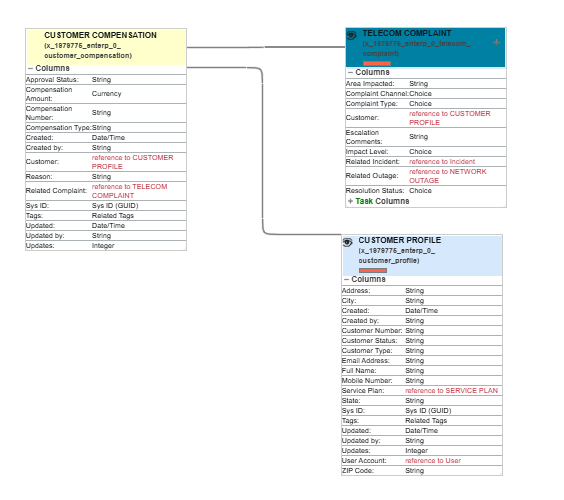 CUSTOMER COMPENSATION
(x_1979775_enterp_0_
customer_compensation)
− Columns
Approval Status: String
Compensation
Amount: Currency
Compensation
Number: String
Compensation Type: String
Created: Date/Time
Created by: String
Customer: reference to CUSTOMER
PROFILE
Reason: String
Related Complaint: reference to TELECOM
COMPLAINT
Sys ID: Sys ID (GUID)
Tags: Related Tags
Updated: Date/Time
Updated by: String
Updates: Integer
TELECOM COMPLAINT
(x_1979775_enterp_0_telecom_
complaint)
− Columns
Area Impacted: String
Complaint Channel: Choice
Complaint Type: Choice
Customer: reference to CUSTOMER
PROFILE
Escalation
Comments: String
Impact Level: Choice
Related Incident: reference to Incident
Related Outage: reference to NETWORK
OUTAGE
Resolution Status: Choice
+ Task Columns
CUSTOMER PROFILE
(x_1979775_enterp_0_
customer_profile)
− Columns
Address: String
City: String
Created: Date/Time
Created by: String
Customer Number: String
Customer Status: String
Customer Type: String
Email Address: String
Full Name: String
Mobile Number: String
Service Plan: reference to SERVICE PLAN
State: String
Sys ID: Sys ID (GUID)
Tags: Related Tags
Updated: Date/Time
Updated by: String
Updates: Integer
User Account: reference to User
ZIP Code: String